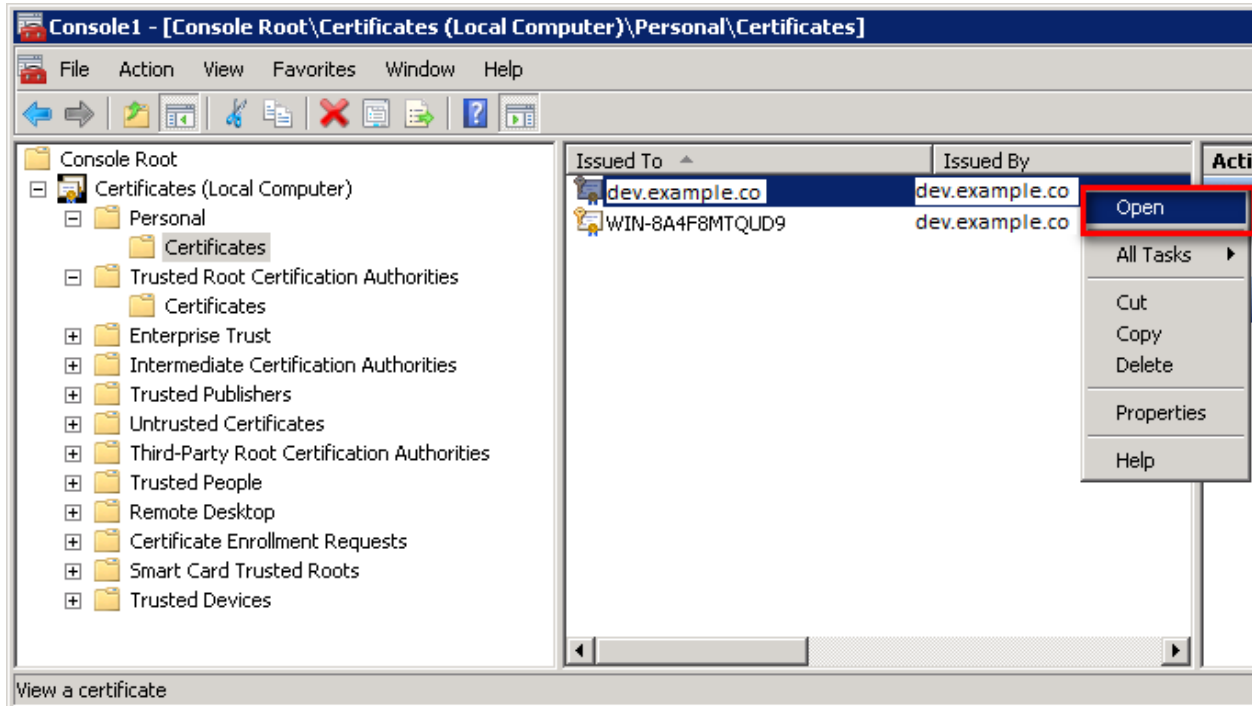 Console1 - [Console Root\Certificates (Local Computer)\Personal\Certificates]
File Action View Favorites Window Help
Console Root
Certificates (Local Computer)
Personal
Certificates
Trusted Root Certification Authorities
Certificates
Enterprise Trust
Intermediate Certification Authorities
Trusted Publishers
Untrusted Certificates
Third-Party Root Certification Authorities
Trusted People
Remote Desktop
Certificate Enrollment Requests
Smart Card Trusted Roots
Trusted Devices
Issued To Issued By Acti
dev.example.co dev.example.co
WIN-8A4F8MTQUD9 dev.example.co
Open
All Tasks
Cut
Copy
Delete
Properties
Help
View a certificate